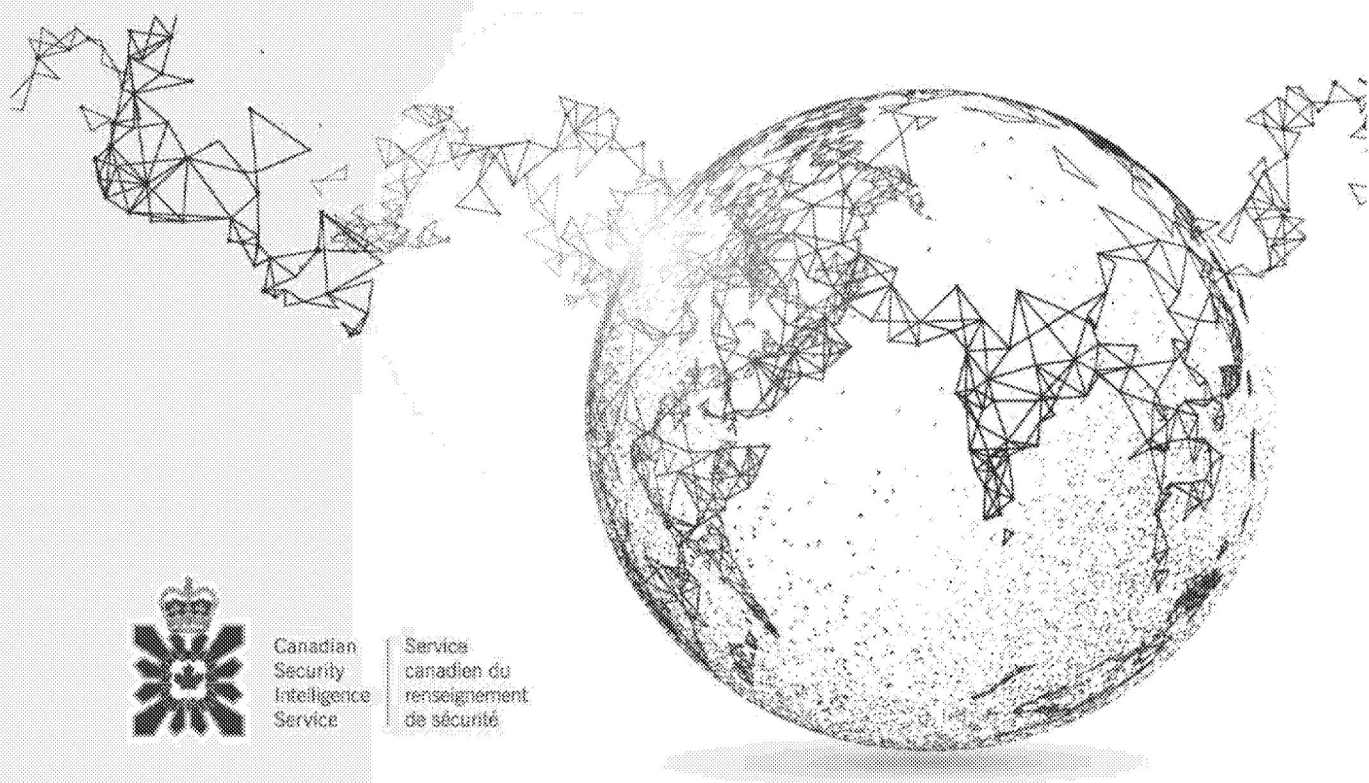 Canadian
Security
Intelligence
Service
Service
canadien du
renseignement
de sécurité